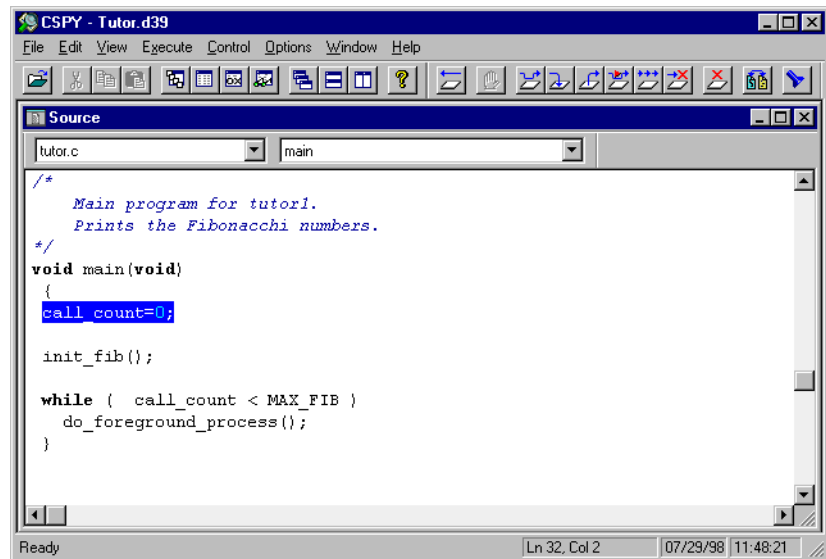 CSPY - Tutor.d39
File Edit View Execute Control Options Window Help
Source
tutor.c main
/*
Main program for tutor1.
Prints the Fibonacchi numbers.
*/
void main(void)
{
call_count=0;
init_fib();
while ( call_count < MAX_FIB )
do_foreground_process();
}
Ready Ln 32, Col 2 07/29/98 11:48:21